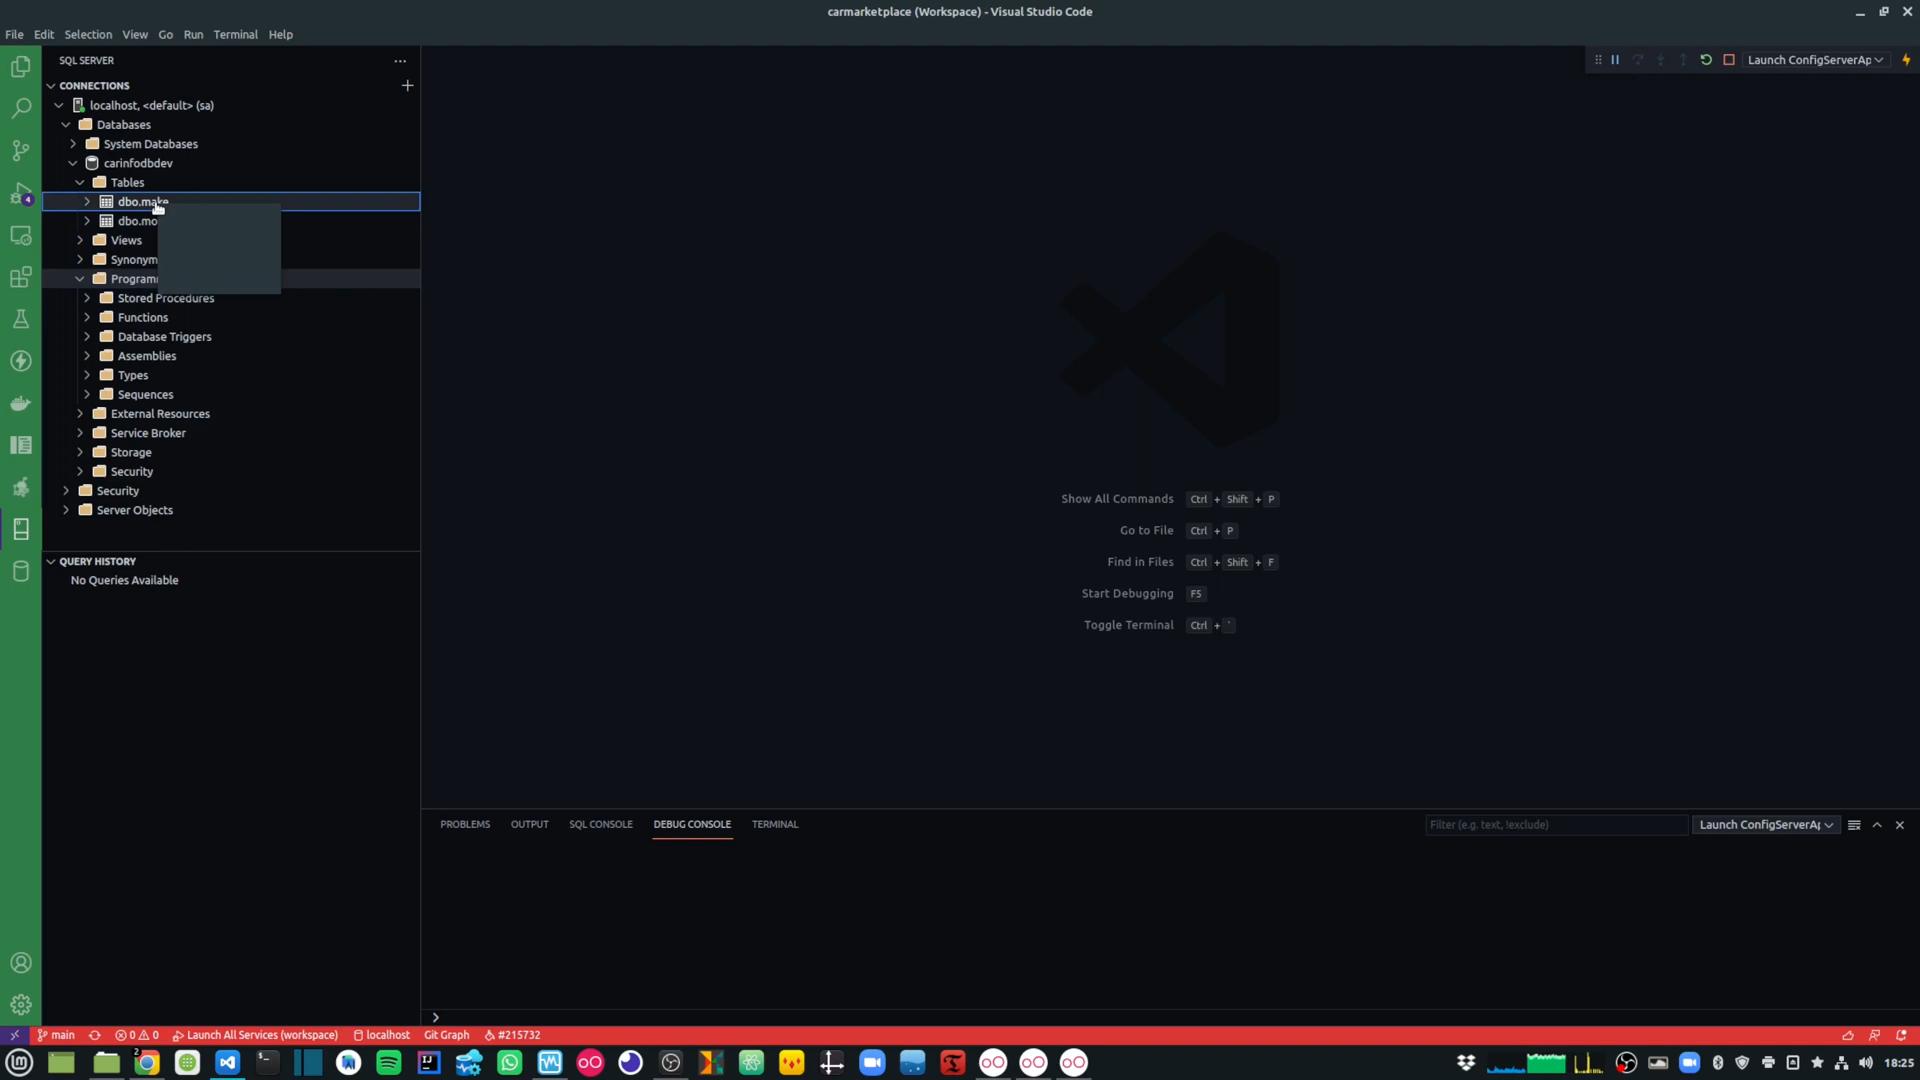 carmarketplace (Workspace) - Visual Studio Code
File Edit Selection View Go Run Terminal Help
SQL SERVER
Launch ConfigServerAp
CONNECTIONS
localhost, <default> (sa)
Databases
System Databases
carinfodbdev
Tables
dbo.make
dbo.mo
Views
Synonym
Program
Stored Procedures
Functions
Database Triggers
Assemblies
Types
Sequences
External Resources
Service Broker
Storage
Security
Security
Server Objects
Show All Commands Ctrl + Shift + P
Go to File Ctrl + P
Find in Files Ctrl + Shift + F
Start Debugging F5
Toggle Terminal Ctrl + `
QUERY HISTORY
No Queries Available
PROBLEMS OUTPUT SQL CONSOLE DEBUG CONSOLE TERMINAL
Filter (e.g. text, !exclude)
Launch ConfigServerA
main 0 0 Launch All Services (workspace) localhost Git Graph #215732
4
2
18:25